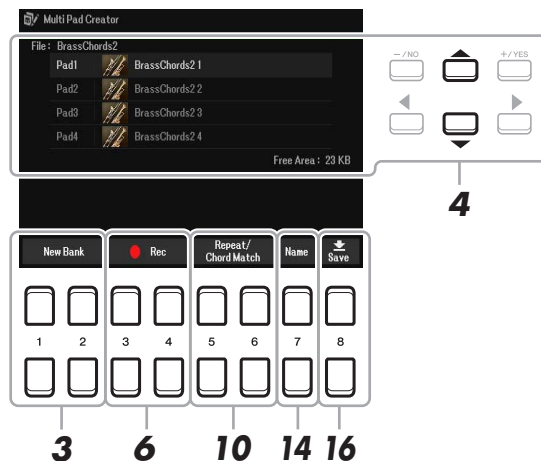 Multi Pad Creator
File: BrassChords2
Pad1 BrassChords2 1
Pad2 BrassChords2 2
Pad3 BrassChords2 3
Pad4 BrassChords2 4
Free Area: 23 KB
–/NO
+/YES
4
New Bank
Rec
Repeat/
Chord Match
Name
Save
1 2 3 4 5 6 7 8
3 6 10 14 16